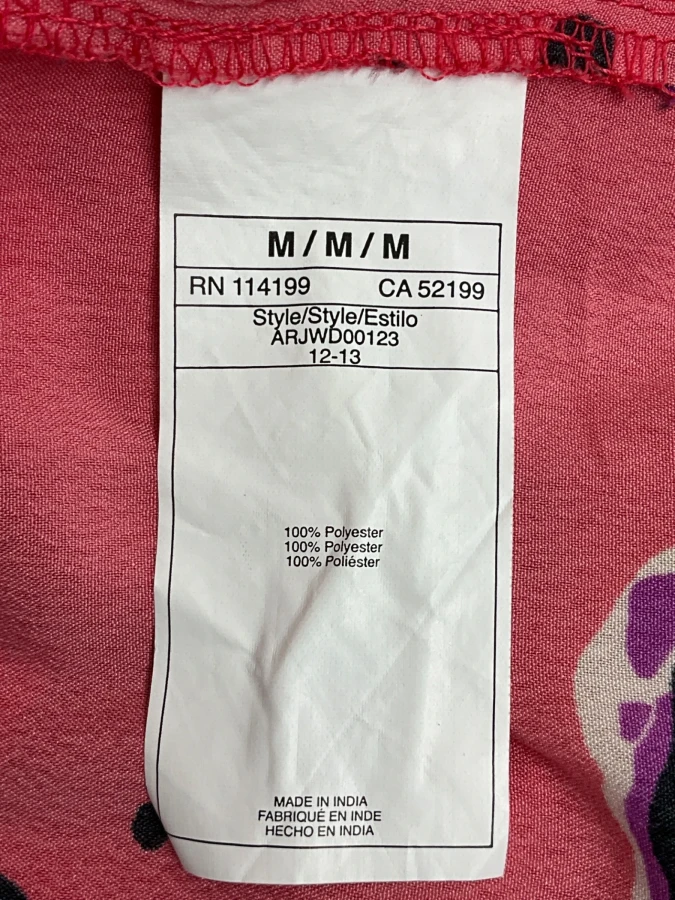 M / M / M
RN 114199 CA 52199
Style/Style/Estilo
ARJWD00123
12-13
100% Polyester
100% Polyester
100% Poliéster
MADE IN INDIA
FABRIQUÉ EN INDE
HECHO EN INDIA